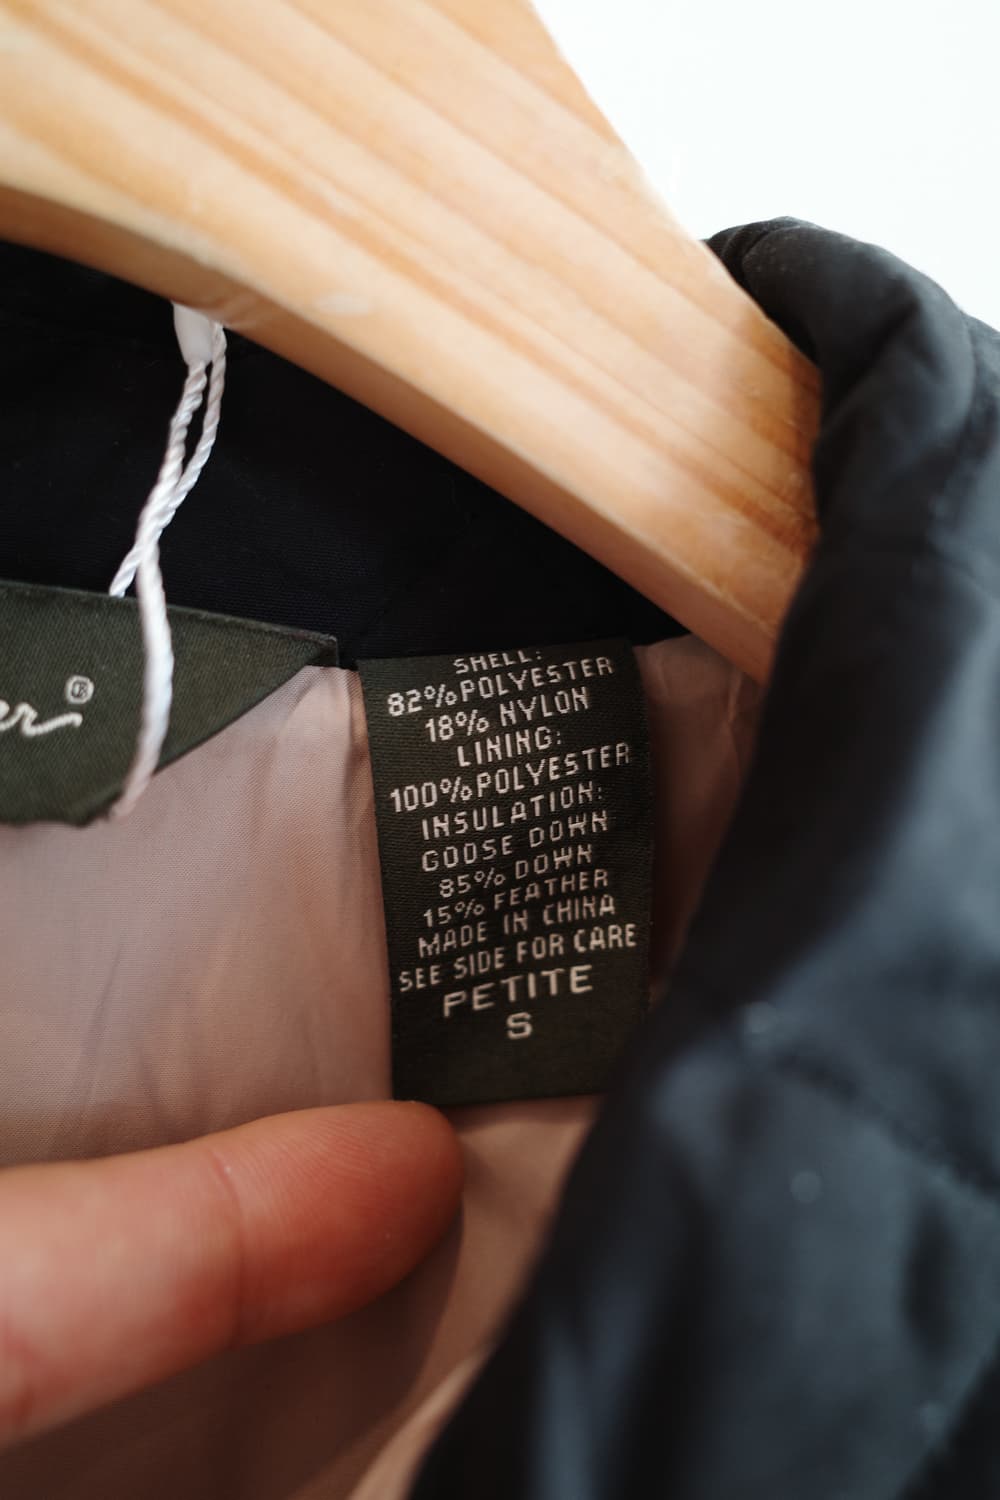 SHELL:
82% POLYESTER
18% NYLON
LINING:
100% POLYESTER
INSULATION:
GOOSE DOWN
85% DOWN
15% FEATHER
MADE IN CHINA
SEE SIDE FOR CARE
PETITE
S